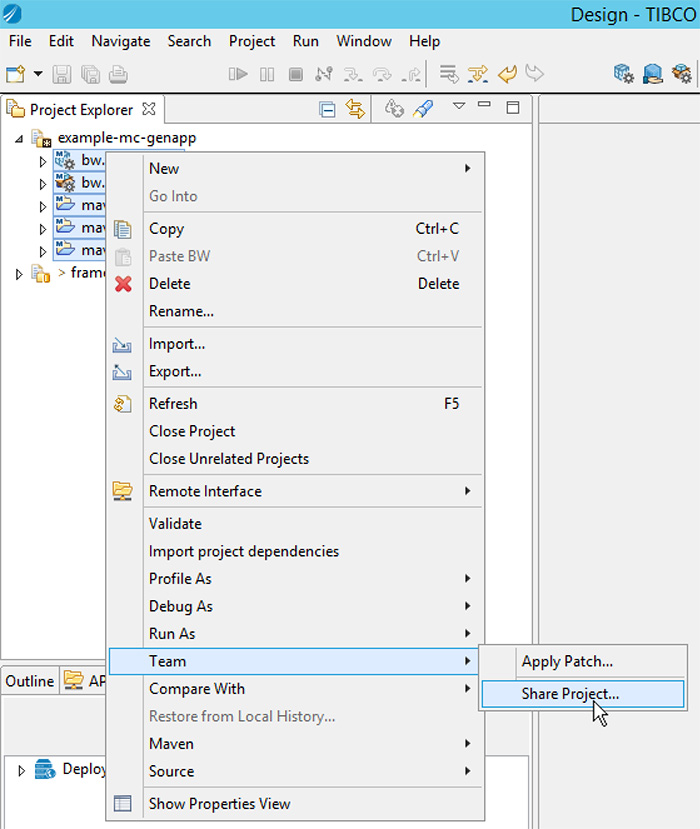 Design - TIBCO
File Edit Navigate Search Project Run Window Help
Project Explorer
example-mc-genapp
bw.
bw.
mav
mav
mav
> frame
New
Go Into
Copy Ctrl+C
Paste BW Ctrl+V
Delete Delete
Rename...
Import...
Export...
Refresh F5
Close Project
Close Unrelated Projects
Remote Interface
Validate
Import project dependencies
Profile As
Debug As
Run As
Team
Apply Patch...
Share Project...
Compare With
Restore from Local History...
Maven
Source
Show Properties View
Outline AP
Deploy